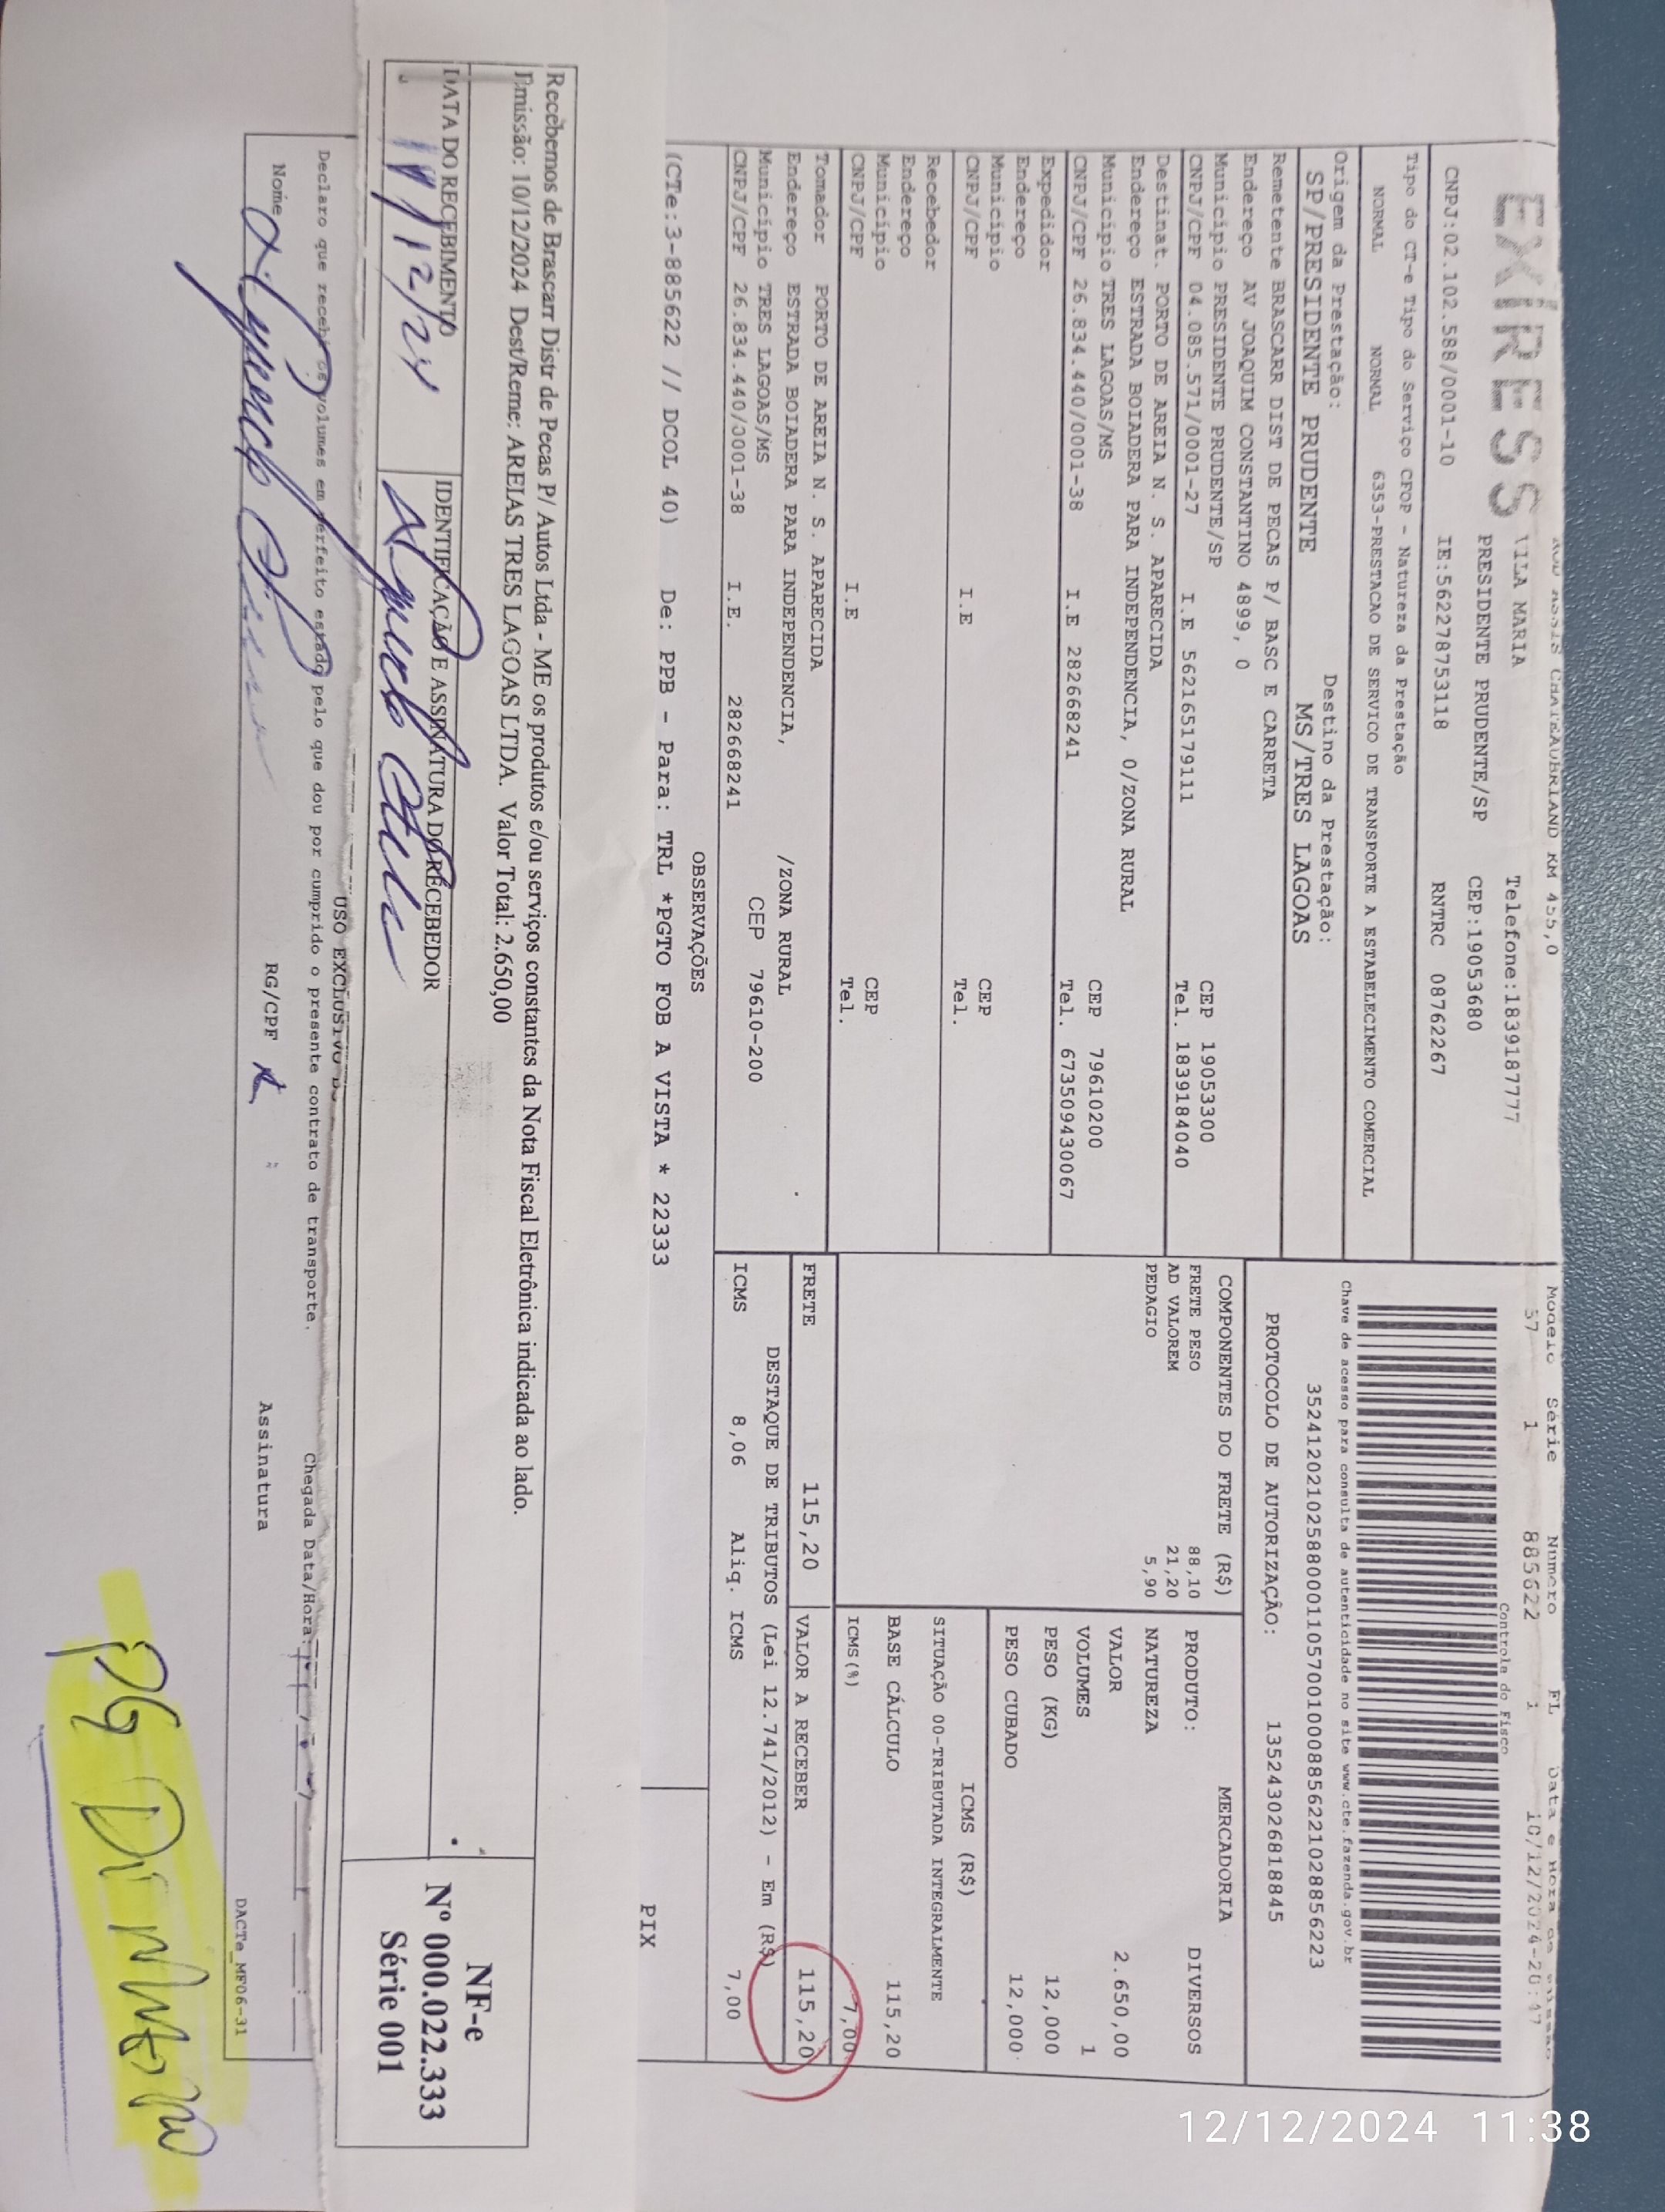 EXPRESS
ROD ASSIS CHATEAUBRIAND KM 455,0
VILA MARIA Telefone:1839187777
PRESIDENTE PRUDENTE/SP CEP:19053680
CNPJ:02.102.588/0001-10 IE:562278753118 RNTRC 08762267
Modelo Série Numero FL Data e Hora de
57 1 885622 1 10/12/2024-20:47
Controle do Fisco
Chave de acesso para consulta de autenticidade no site www.cte.fazenda.gov.br
35241202102588000110570010008856221028856223
PROTOCOLO DE AUTORIZAÇÃO: 135243026818845
Tipo do CT-e Tipo do Serviço CFOP - Natureza da Prestação
NORMAL NORMAL 6353-PRESTACAO DE SERVICO DE TRANSPORTE A ESTABELECIMENTO COMERCIAL
Origem da Prestação: Destino da Prestação:
SP/PRESIDENTE PRUDENTE MS/TRES LAGOAS
Remetente BRASCARR DIST DE PECAS P/ BASC E CARRETA
Endereço AV JOAQUIM CONSTANTINO 4899, 0
Município PRESIDENTE PRUDENTE/SP CEP 19053300
CNPJ/CPF 04.085.571/0001-27 I.E 562165179111 Tel. 1839184040
Destinat. PORTO DE AREIA N. S. APARECIDA
Endereço ESTRADA BOIADERA PARA INDEPENDENCIA, 0/ZONA RURAL
Município TRES LAGOAS/MS CEP 79610200
CNPJ/CPF 26.834.440/0001-38 I.E 282668241 Tel. 67350943​0067
Expedidor
Endereço
Município CEP
CNPJ/CPF I.E Tel.
Recebedor
Endereço
Município CEP
CNPJ/CPF I.E Tel.
Tomador PORTO DE AREIA N. S. APARECIDA
Endereço ESTRADA BOIADERA PARA INDEPENDENCIA, /ZONA RURAL
Município TRES LAGOAS/MS CEP 79610-200
CNPJ/CPF 26.834.440/0001-38 I.E. 282668241
COMPONENTES DO FRETE (R$)
FRETE PESO 88,10
AD VALOREM 21,20
PEDAGIO 5,90
MERCADORIA
PRODUTO: DIVERSOS
NATUREZA
VALOR 2.650,00
VOLUMES 1
PESO (KG) 12,000
PESO CUBADO 12,000
ICMS (R$)
SITUAÇÃO 00-TRIBUTADA INTEGRALMENTE
BASE CÁLCULO 115,20
ICMS(%) 7,00
FRETE 115,20 VALOR A RECEBER 115,20
DESTAQUE DE TRIBUTOS (Lei 12.741/2012) - Em (R$)
ICMS 8,06 Aliq. ICMS 7,00
OBSERVAÇÕES
(CTe:3-885622 // DCOL 40) De: PPB - Para: TRL *PGTO FOB A VISTA * 22333
PIX
Recebemos de Brascarr Distr de Pecas P/ Autos Ltda - ME os produtos e/ou serviços constantes da Nota Fiscal Eletrônica indicada ao lado.
Emissão: 10/12/2024 Dest/Reme: AREIAS TRES LAGOAS LTDA. Valor Total: 2.650,00
DATA DO RECEBIMENTO IDENTIFICAÇÃO E ASSINATURA DO RECEBEDOR
11/12/24
NF-e
Nº 000.022.333
Série 001
USO EXCLUSIVO D
Declaro que recebi os volumes em perfeito estado pelo que dou por cumprido o presente contrato de transporte. Chegada Data/Hora:
Nome RG/CPF Assinatura
DACTe_MF06-31
PG
12/12/2024 11:38